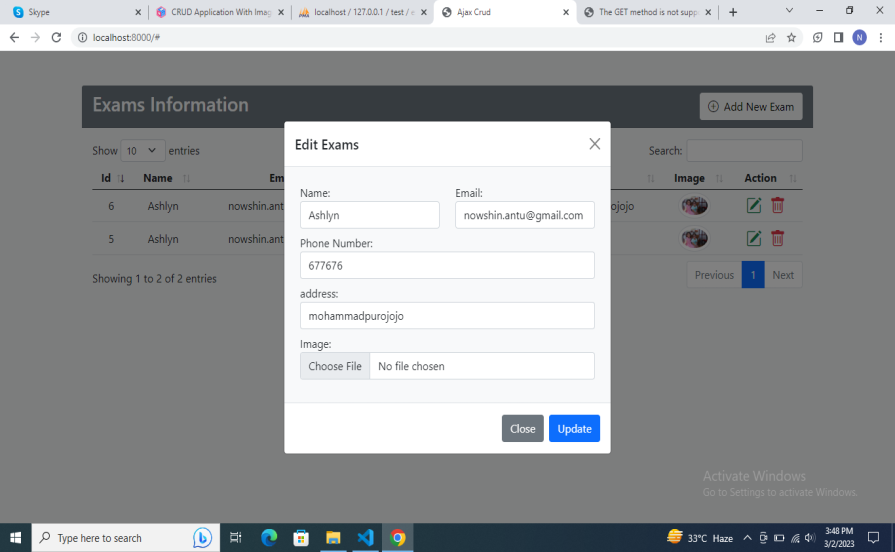 Skype
CRUD Application With Imag
localhost / 127.0.0.1 / test / e
Ajax Crud
The GET method is not supp
localhost:8000/#
N
Exams Information
Add New Exam
Show 10 entries
Search:
Id Name Em Image Action
6 Ashlyn nowshin.ant ojojo
5 Ashlyn nowshin.ant
Showing 1 to 2 of 2 entries
Previous 1 Next
Edit Exams
Name: Email:
Ashlyn nowshin.antu@gmail.com
Phone Number:
677676
address:
mohammadpurojojo
Image:
Choose File No file chosen
Close Update
Activate Windows
Go to Settings to activate Windows.
Type here to search
33°C Haze
3:48 PM
3/2/2023